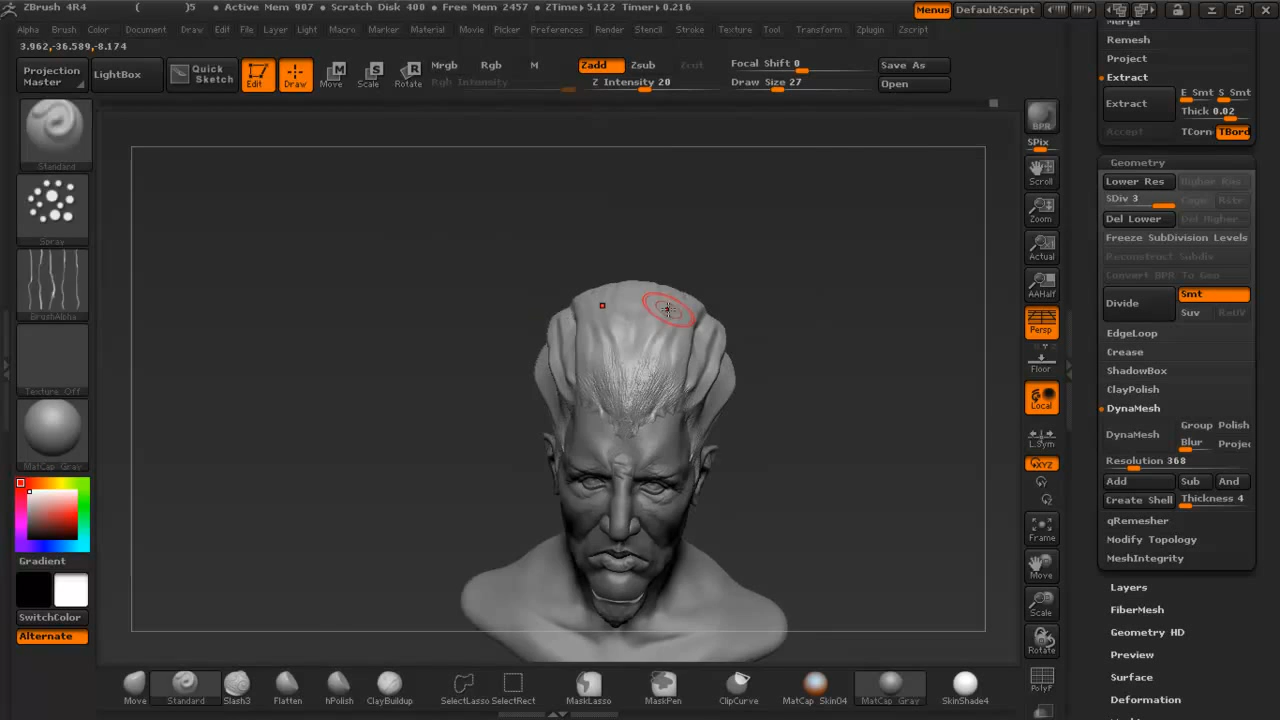 ZBrush 4R4 ( )5 • Active Mem 907 • Scratch Disk 400 • Free Mem 2457 • ZTime▸5.122 Timer▸0.216 Menus DefaultZScript
Alpha Brush Color Document Draw Edit File Layer Light Macro Marker Material Movie Picker Preferences Render Stencil Stroke Texture Tool Transform Zplugin Zscript
3.962,-36.589,-8.174
Projection Master
LightBox
Quick Sketch
Edit
Draw
Move
Scale
Rotate
Mrgb Rgb M
Rgb Intensity
Zadd Zsub Zcut
Z Intensity 20
Focal Shift 0
Draw Size 27
Save As
Open
Standard
Spray
BrushAlpha
Texture Off
MatCap Gray
Gradient
SwitchColor
Alternate
BPR
SPix
Scroll
Zoom
Actual
AAHalf
Persp
Floor
Local
L.Sym
XYZ
Frame
Move
Scale
Rotate
PolyF
Merge
Remesh
Project
Extract
Extract E Smt S Smt
Thick 0.02
Accept TCorn TBord
Geometry
Lower Res Higher Res
SDiv 3 Cage Rstr
Del Lower Del Higher
Freeze SubDivision Levels
Reconstruct Subdiv
Convert BPR To Geo
Divide Smt
Suv ReUV
EdgeLoop
Crease
ShadowBox
ClayPolish
DynaMesh
DynaMesh Group Polish
Blur Projec
Resolution 368
Add Sub And
Create Shell Thickness 4
qRemesher
Modify Topology
MeshIntegrity
Layers
FiberMesh
Geometry HD
Preview
Surface
Deformation
Move Standard Slash3 Flatten hPolish ClayBuildup SelectLasso SelectRect MaskLasso MaskPen ClipCurve MatCap Skin04 MatCap Gray SkinShade4